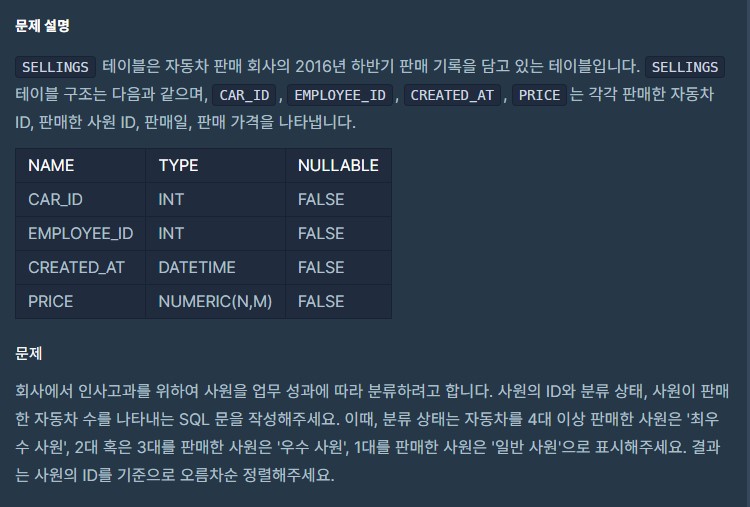 문제 설명
SELLINGS 테이블은 자동차 판매 회사의 2016년 하반기 판매 기록을 담고 있는 테이블입니다. SELLINGS
테이블 구조는 다음과 같으며, CAR_ID, EMPLOYEE_ID, CREATED_AT, PRICE는 각각 판매한 자동차
ID, 판매한 사원 ID, 판매일, 판매 가격을 나타냅니다.
NAME TYPE NULLABLE
CAR_ID INT FALSE
EMPLOYEE_ID INT FALSE
CREATED_AT DATETIME FALSE
PRICE NUMERIC(N,M) FALSE
문제
회사에서 인사고과를 위하여 사원을 업무 성과에 따라 분류하려고 합니다. 사원의 ID와 분류 상태, 사원이 판매
한 자동차 수를 나타내는 SQL 문을 작성해주세요. 이때, 분류 상태는 자동차를 4대 이상 판매한 사원은 '최우
수 사원', 2대 혹은 3대를 판매한 사원은 '우수 사원', 1대를 판매한 사원은 '일반 사원'으로 표시해주세요. 결과
는 사원의 ID를 기준으로 오름차순 정렬해주세요.